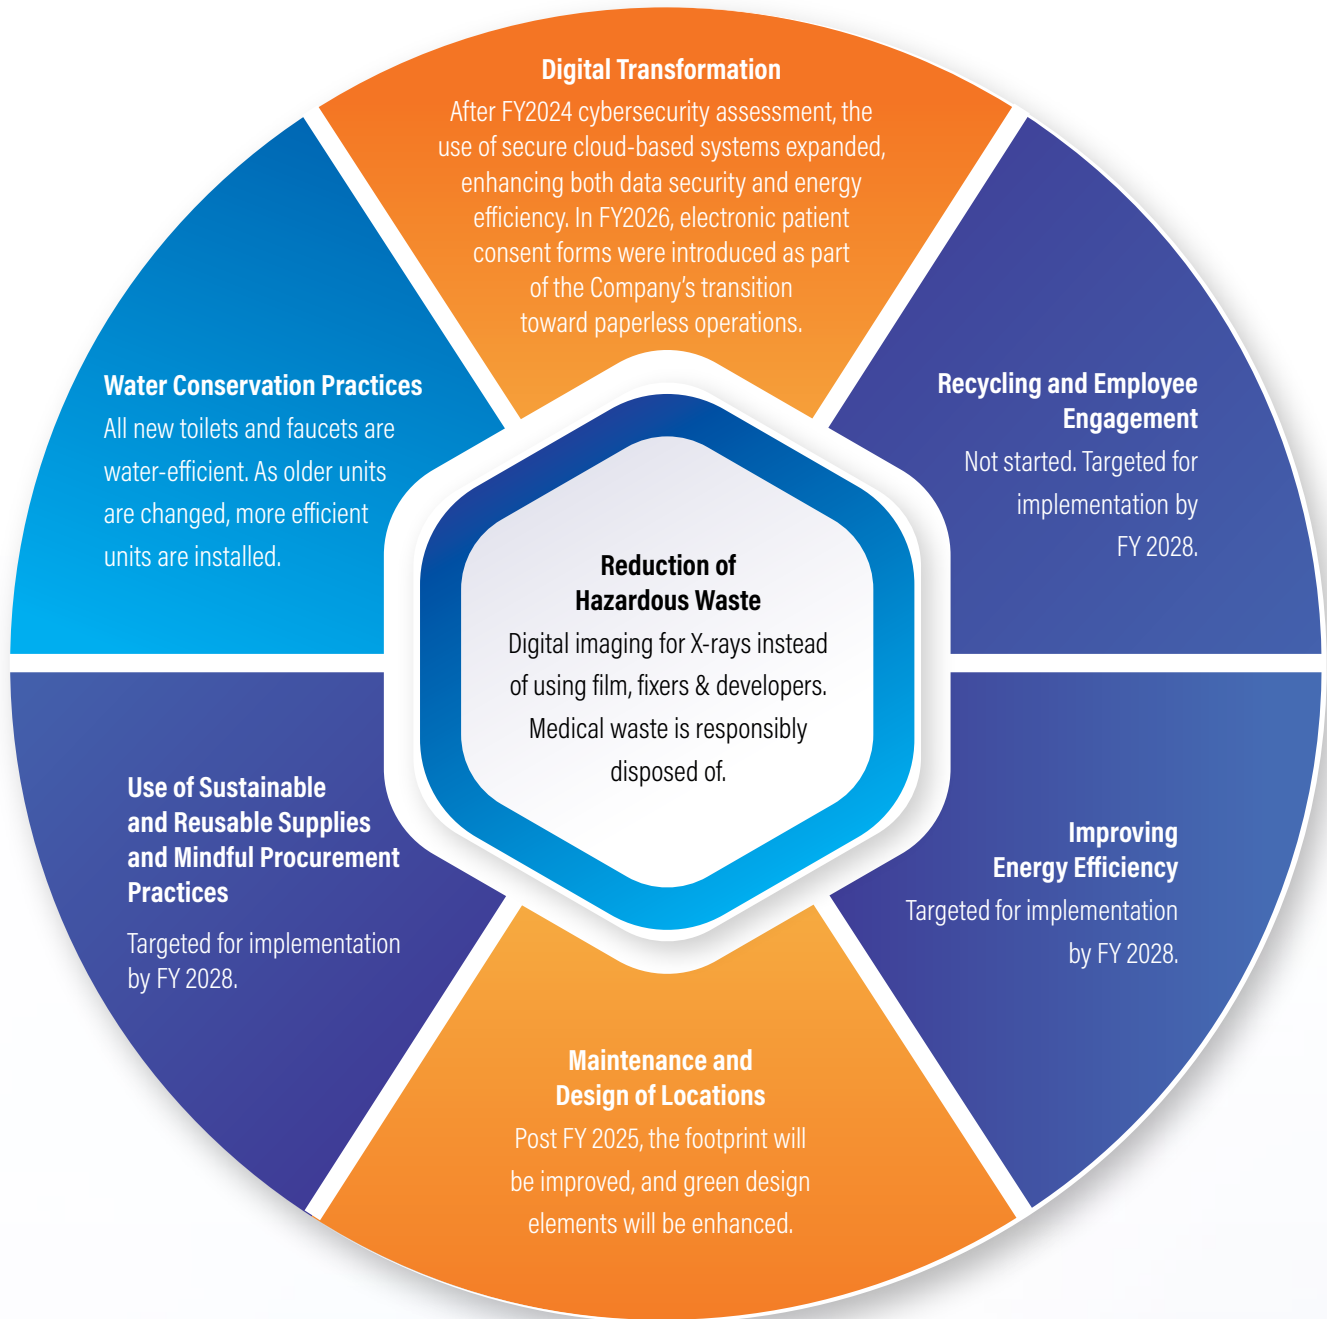 Digital Transformation
After FY2024 cybersecurity assessment, the
use of secure cloud-based systems expanded,
enhancing both data security and energy
efficiency. In FY2026, electronic patient
consent forms were introduced as part
of the Company’s transition
toward paperless operations.
Recycling and Employee
Engagement
Not started. Targeted for
implementation by
FY 2028.
Improving
Energy Efficiency
Targeted for implementation
by FY 2028.
Maintenance and
Design of Locations
Post FY 2025, the footprint will
be improved, and green design
elements will be enhanced.
Use of Sustainable
and Reusable Supplies
and Mindful Procurement
Practices
Targeted for implementation
by FY 2028.
Water Conservation Practices
All new toilets and faucets are
water-efficient. As older units
are changed, more efficient
units are installed.
Reduction of
Hazardous Waste
Digital imaging for X-rays instead
of using film, fixers & developers.
Medical waste is responsibly
disposed of.